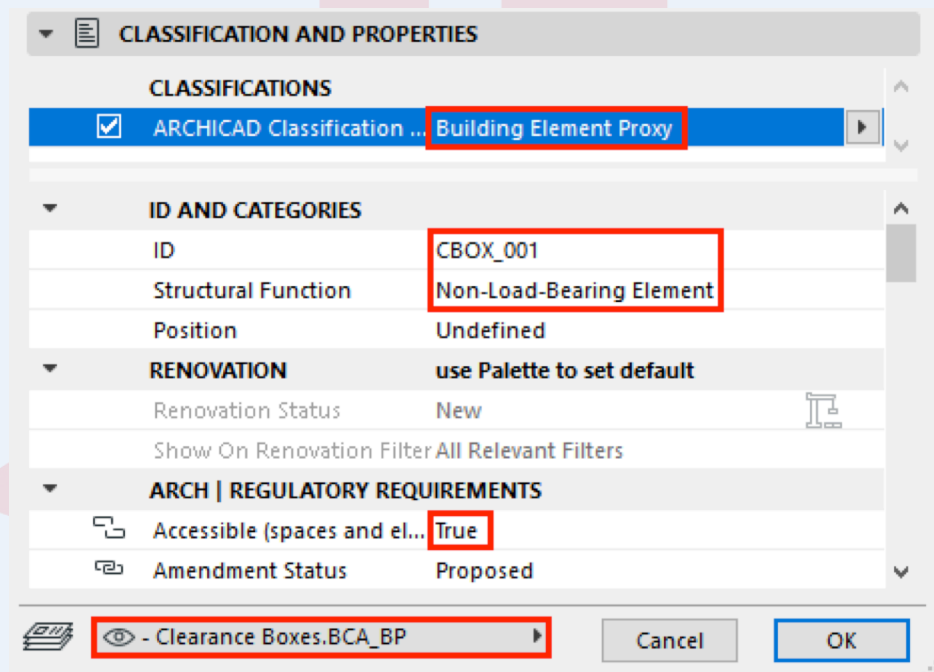 CLASSIFICATION AND PROPERTIES
CLASSIFICATIONS
ARCHICAD Classification ... Building Element Proxy
ID AND CATEGORIES
ID CBOX_001
Structural Function Non-Load-Bearing Element
Position Undefined
RENOVATION use Palette to set default
Renovation Status New
Show On Renovation Filter All Relevant Filters
ARCH | REGULATORY REQUIREMENTS
Accessible (spaces and el... True
Amendment Status Proposed
- Clearance Boxes.BCA_BP Cancel OK